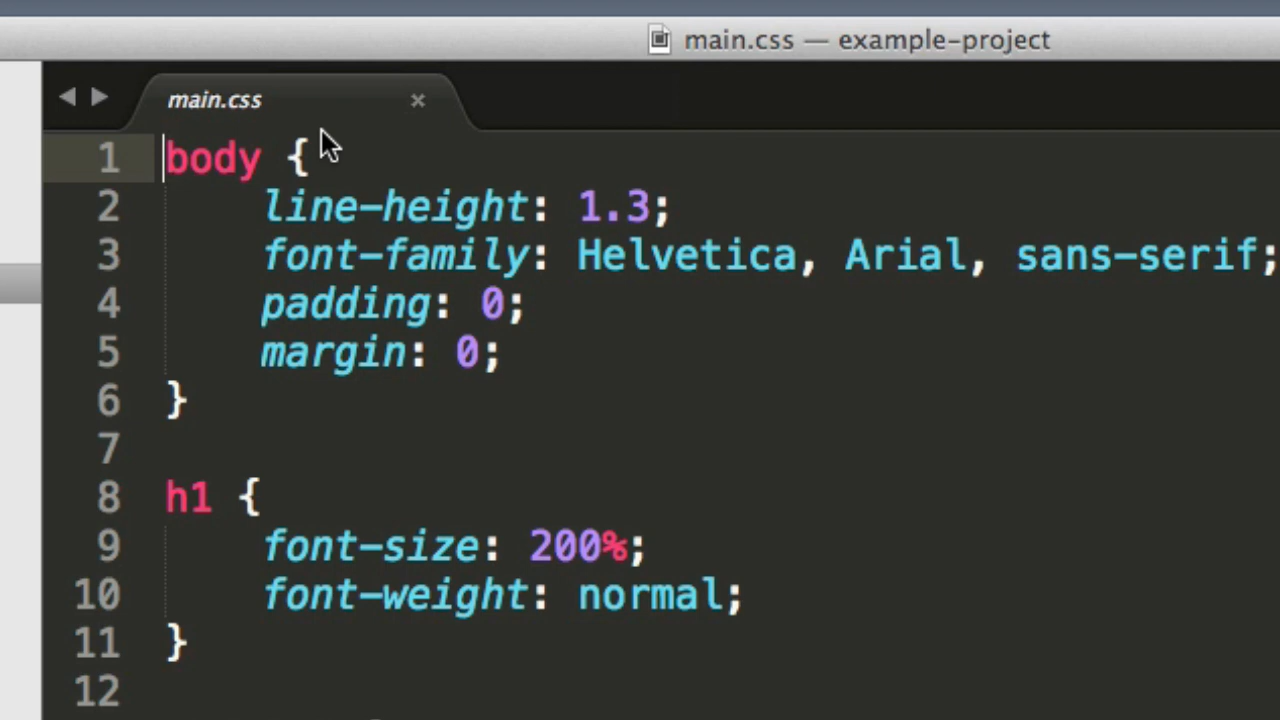 main.css — example-project
main.css
1 body {
2 line-height: 1.3;
3 font-family: Helvetica, Arial, sans-serif;
4 padding: 0;
5 margin: 0;
6 }
7
8 h1 {
9 font-size: 200%;
10 font-weight: normal;
11 }
12